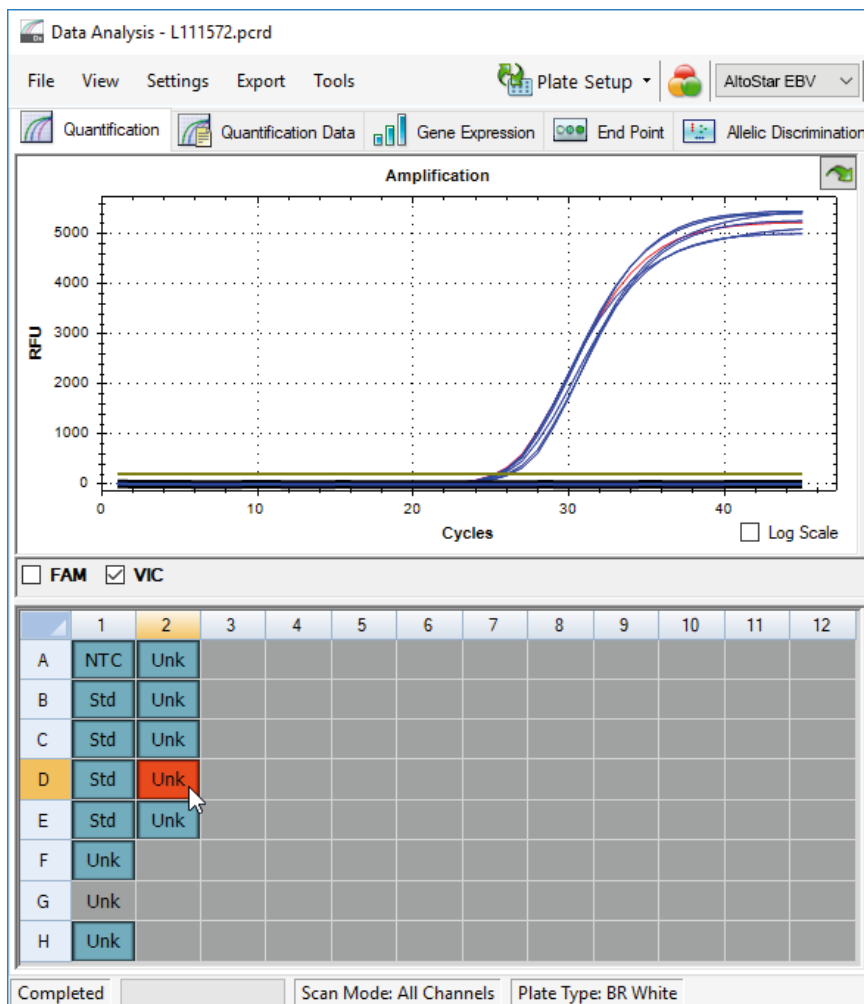 Data Analysis - L111572.pcrd
File View Settings Export Tools Plate Setup AltoStar EBV
Quantification Quantification Data Gene Expression End Point Allelic Discrimination
Amplification
5000
4000
3000
2000
1000
0
RFU
0 10 20 30 40
Cycles
Log Scale
FAM VIC
1 2 3 4 5 6 7 8 9 10 11 12
A NTC Unk
B Std Unk
C Std Unk
D Std Unk
E Std Unk
F Unk
G Unk
H Unk
Completed Scan Mode: All Channels Plate Type: BR White